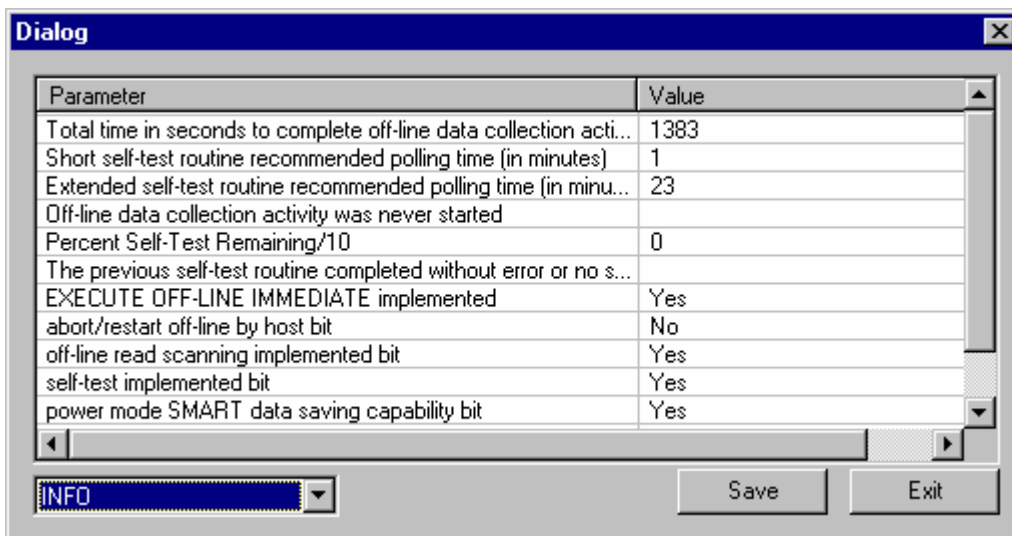 Dialog
Parameter Value
Total time in seconds to complete off-line data collection acti... 1383
Short self-test routine recommended polling time (in minutes) 1
Extended self-test routine recommended polling time (in minu... 23
Off-line data collection activity was never started
Percent Self-Test Remaining/10 0
The previous self-test routine completed without error or no s...
EXECUTE OFF-LINE IMMEDIATE implemented Yes
abort/restart off-line by host bit No
off-line read scanning implemented bit Yes
self-test implemented bit Yes
power mode SMART data saving capability bit Yes
INFO Save Exit